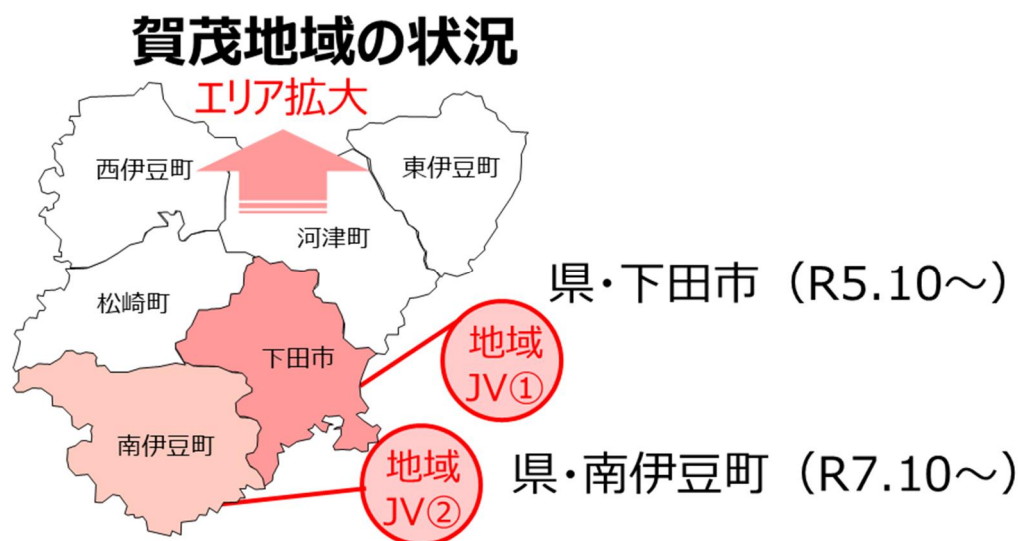 賀茂地域の状況
エリア拡大
西伊豆町
東伊豆町
河津町
松崎町
県・下田市（R5.10～）
地域
JV①
下田市
南伊豆町
地域
JV②
県・南伊豆町（R7.10～）